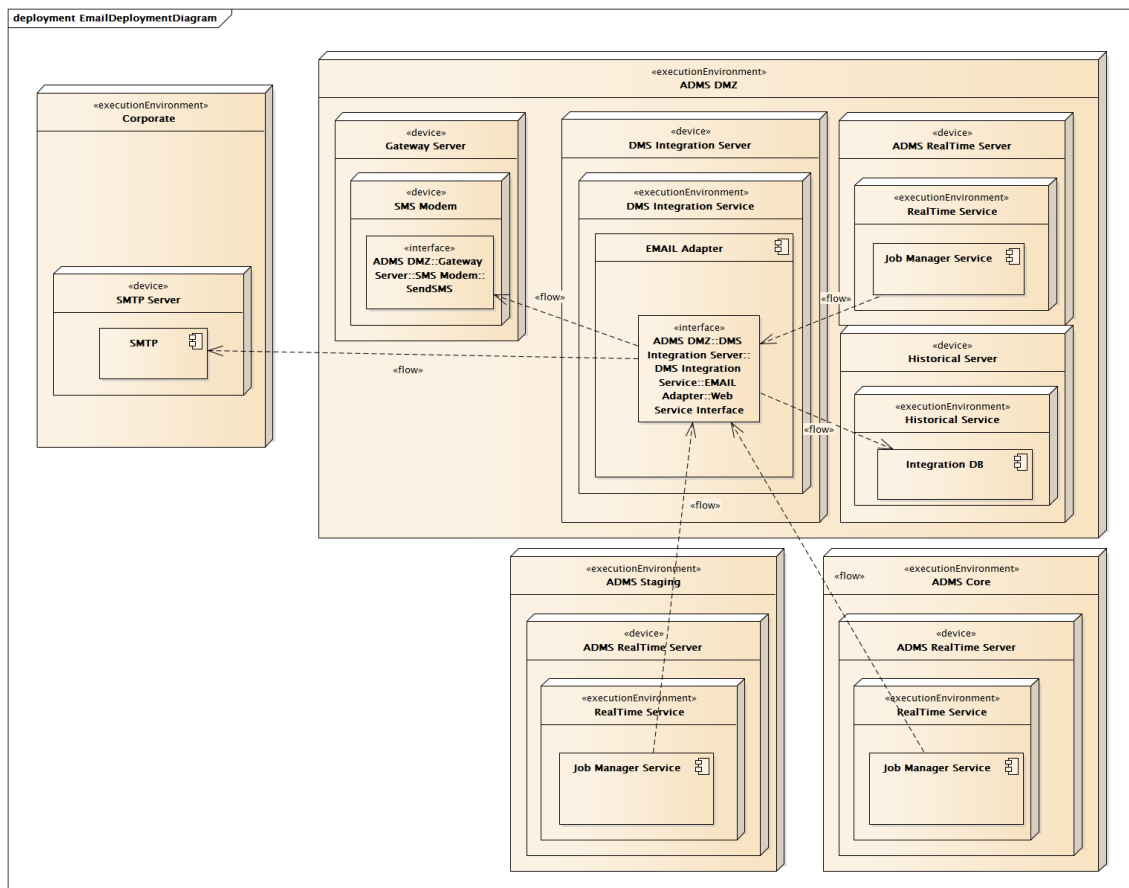 deployment EmailDeploymentDiagram
«executionEnvironment»
Corporate
«device»
SMTP Server
SMTP
«flow»
«executionEnvironment»
ADMS DMZ
«device»
Gateway Server
«device»
SMS Modem
«interface»
ADMS DMZ::Gateway
Server::SMS Modem::
SendSMS
«flow»
«device»
DMS Integration Server
«executionEnvironment»
DMS Integration Service
EMAIL Adapter
«interface»
ADMS DMZ::DMS
Integration Server::
DMS Integration
Service::EMAIL
Adapter::Web
Service Interface
«device»
ADMS RealTime Server
«executionEnvironment»
RealTime Service
Job Manager Service
«flow»
«device»
Historical Server
«executionEnvironment»
Historical Service
Integration DB
«flow»
«flow»
«executionEnvironment»
ADMS Staging
«device»
ADMS RealTime Server
«executionEnvironment»
RealTime Service
Job Manager Service
«flow»
«executionEnvironment»
ADMS Core
«device»
ADMS RealTime Server
«executionEnvironment»
RealTime Service
Job Manager Service